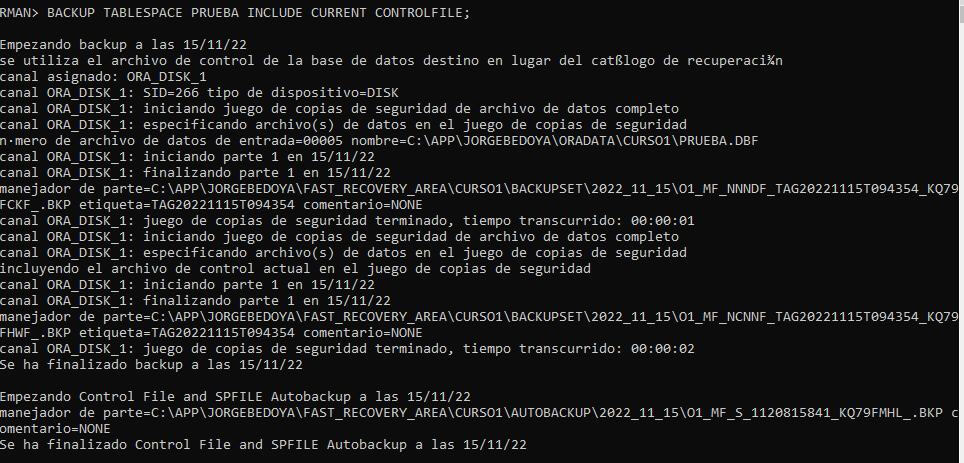 RMAN> BACKUP TABLESPACE PRUEBA INCLUDE CURRENT CONTROLFILE;
Empezando backup a las 15/11/22
se utiliza el archivo de control de la base de datos destino en lugar del catßlogo de recuperaci¾n
canal asignado: ORA_DISK_1
canal ORA_DISK_1: SID=266 tipo de dispositivo=DISK
canal ORA_DISK_1: iniciando juego de copias de seguridad de archivo de datos completo
canal ORA_DISK_1: especificando archivo(s) de datos en el juego de copias de seguridad
n·mero de archivo de datos de entrada=00005 nombre=C:\APP\JORGEBEDOYA\ORADATA\CURSO1\PRUEBA.DBF
canal ORA_DISK_1: iniciando parte 1 en 15/11/22
canal ORA_DISK_1: finalizando parte 1 en 15/11/22
manejador de parte=C:\APP\JORGEBEDOYA\FAST_RECOVERY_AREA\CURSO1\BACKUPSET\2022_11_15\O1_MF_NNNDF_TAG20221115T094354_KQ79
FCKF_.BKP etiqueta=TAG20221115T094354 comentario=NONE
canal ORA_DISK_1: juego de copias de seguridad terminado, tiempo transcurrido: 00:00:01
canal ORA_DISK_1: iniciando juego de copias de seguridad de archivo de datos completo
canal ORA_DISK_1: especificando archivo(s) de datos en el juego de copias de seguridad
incluyendo el archivo de control actual en el juego de copias de seguridad
canal ORA_DISK_1: iniciando parte 1 en 15/11/22
canal ORA_DISK_1: finalizando parte 1 en 15/11/22
manejador de parte=C:\APP\JORGEBEDOYA\FAST_RECOVERY_AREA\CURSO1\BACKUPSET\2022_11_15\O1_MF_NCNNF_TAG20221115T094354_KQ79
FHWF_.BKP etiqueta=TAG20221115T094354 comentario=NONE
canal ORA_DISK_1: juego de copias de seguridad terminado, tiempo transcurrido: 00:00:02
Se ha finalizado backup a las 15/11/22
Empezando Control File and SPFILE Autobackup a las 15/11/22
manejador de parte=C:\APP\JORGEBEDOYA\FAST_RECOVERY_AREA\CURSO1\AUTOBACKUP\2022_11_15\O1_MF_S_1120815841_KQ79FMHL_.BKP c
omentario=NONE
Se ha finalizado Control File and SPFILE Autobackup a las 15/11/22